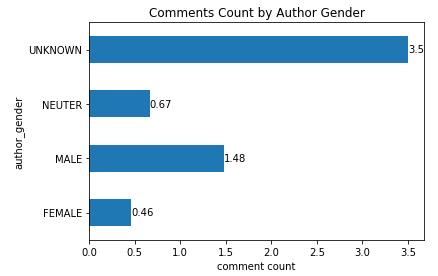 Comments Count by Author Gender
UNKNOWN
3.5
NEUTER
0.67
MALE
1.48
FEMALE
0.46
author_gender
0.0 0.5 1.0 1.5 2.0 2.5 3.0 3.5
comment count